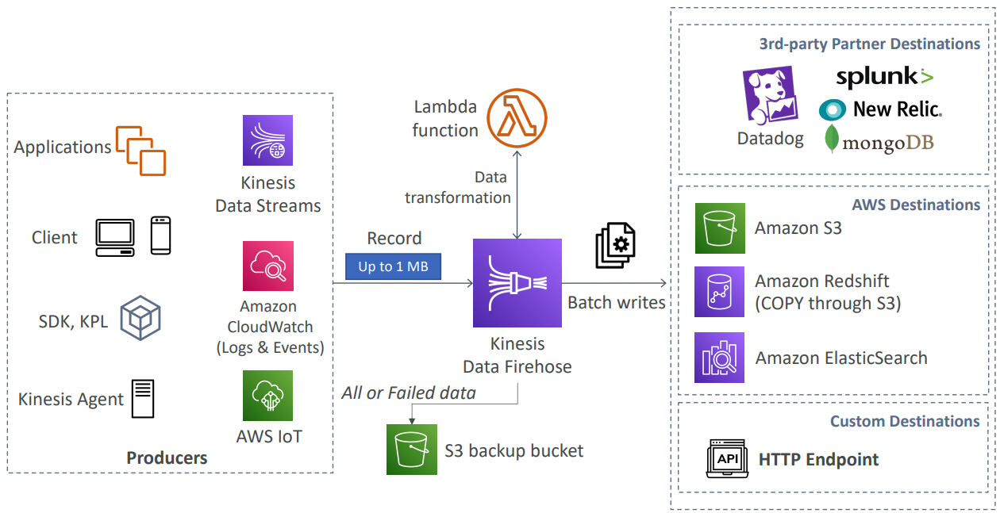 Applications
Kinesis
Data Streams
Client
Amazon
CloudWatch
(Logs & Events)
SDK, KPL
Kinesis Agent
AWS IoT
Producers
Record
Up to 1 MB
Lambda
function
Data
transformation
Kinesis
Data Firehose
All or Failed data
S3 backup bucket
Batch writes
3rd-party Partner Destinations
Datadog
splunk>
New Relic.
mongoDB
AWS Destinations
Amazon S3
Amazon Redshift
(COPY through S3)
Amazon ElasticSearch
Custom Destinations
API
HTTP Endpoint